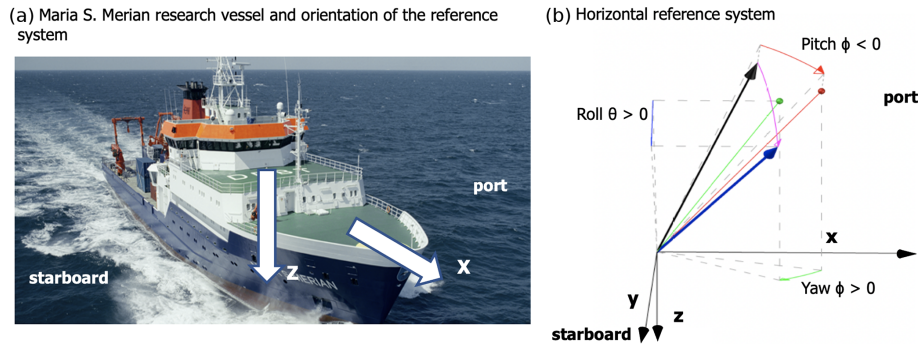 (a) Maria S. Merian research vessel and orientation of the reference
system
port
starboard
z
x
MERIAN
(b) Horizontal reference system
Pitch ϕ < 0
port
Roll θ > 0
x
Yaw ϕ > 0
y
z
starboard